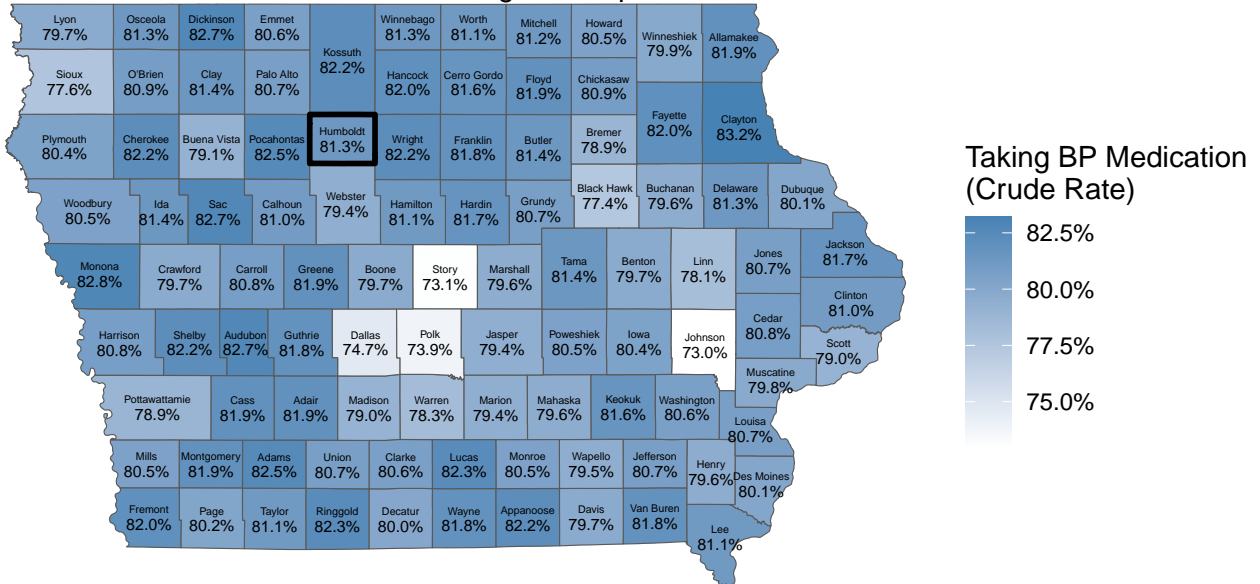 Lyon
79.7%
Osceola
81.3%
Dickinson
82.7%
Emmet
80.6%
Kossuth
82.2%
Winnebago
81.3%
Worth
81.1%
Mitchell
81.2%
Howard
80.5%
Winneshiek
79.9%
Allamakee
81.9%
Sioux
77.6%
O'Brien
80.9%
Clay
81.4%
Palo Alto
80.7%
Hancock
82.0%
Cerro Gordo
81.6%
Floyd
81.9%
Chickasaw
80.9%
Fayette
82.0%
Clayton
83.2%
Plymouth
80.4%
Cherokee
82.2%
Buena Vista
79.1%
Pocahontas
82.5%
Humboldt
81.3%
Wright
82.2%
Franklin
81.8%
Butler
81.4%
Bremer
78.9%
Woodbury
80.5%
Ida
81.4%
Sac
82.7%
Calhoun
81.0%
Webster
79.4%
Hamilton
81.1%
Hardin
81.7%
Grundy
80.7%
Black Hawk
77.4%
Buchanan
79.6%
Delaware
81.3%
Dubuque
80.1%
Monona
82.8%
Crawford
79.7%
Carroll
80.8%
Greene
81.9%
Boone
79.7%
Story
73.1%
Marshall
79.6%
Tama
81.4%
Benton
79.7%
Linn
78.1%
Jones
80.7%
Jackson
81.7%
Clinton
81.0%
Harrison
80.8%
Shelby
82.2%
Audubon
82.7%
Guthrie
81.8%
Dallas
74.7%
Polk
73.9%
Jasper
79.4%
Poweshiek
80.5%
Iowa
80.4%
Johnson
73.0%
Cedar
80.8%
Scott
79.0%
Muscatine
79.8%
Pottawattamie
78.9%
Cass
81.9%
Adair
81.9%
Madison
79.0%
Warren
78.3%
Marion
79.4%
Mahaska
79.6%
Keokuk
81.6%
Washington
80.6%
Louisa
80.7%
Mills
80.5%
Montgomery
81.9%
Adams
82.5%
Union
80.7%
Clarke
80.6%
Lucas
82.3%
Monroe
80.5%
Wapello
79.5%
Jefferson
80.7%
Henry
79.6%
Des Moines
80.1%
Fremont
82.0%
Page
80.2%
Taylor
81.1%
Ringgold
82.3%
Decatur
80.0%
Wayne
81.8%
Appanoose
82.2%
Davis
79.7%
Van Buren
81.8%
Lee
81.1%
Taking BP Medication
(Crude Rate)
82.5%
80.0%
77.5%
75.0%